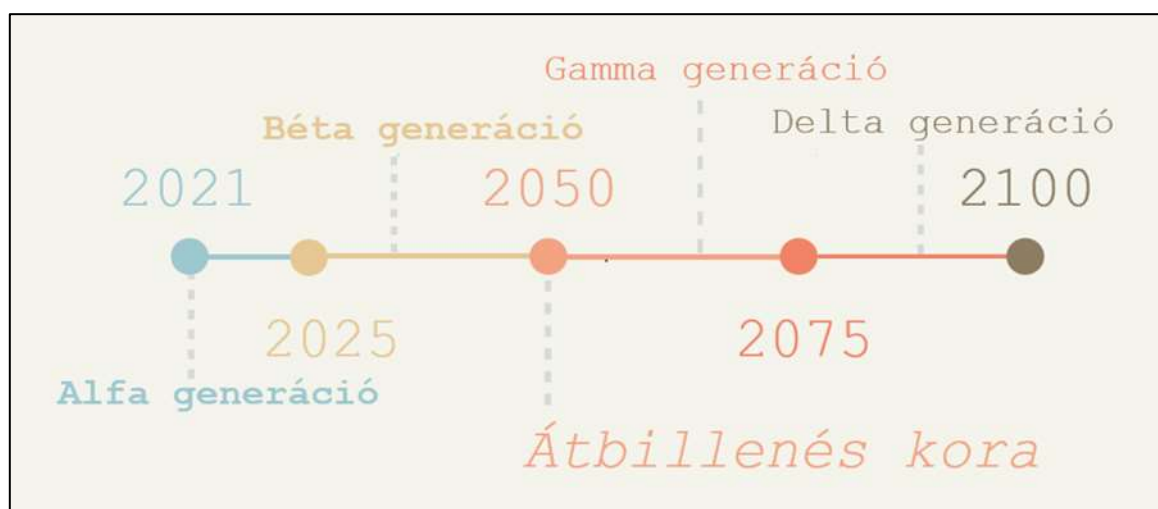 Gamma generáció
Béta generáció
Delta generáció
2021
2050
2100
2025
2075
Alfa generáció
Átbillenés kora